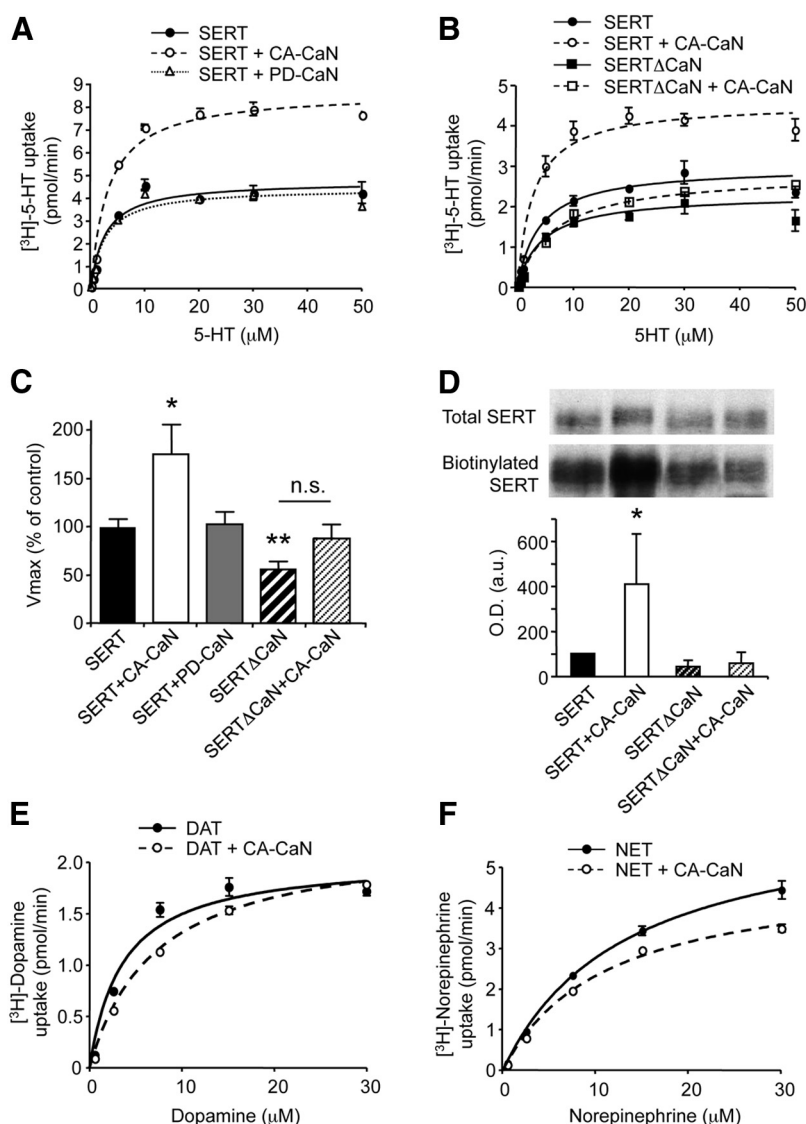 A
SERT
SERT + CA-CaN
SERT + PD-CaN
[³H]-5-HT uptake
(pmol/min)
9
8
7
6
5
4
3
2
1
0
0
10
20
30
40
50
5-HT (μM)
B
SERT
SERT + CA-CaN
SERTΔCaN
SERTΔCaN + CA-CaN
[³H]-5-HT uptake
(pmol/min)
5
4
3
2
1
0
0
10
20
30
40
50
5HT (μM)
C
Vmax (% of control)
200
150
100
50
0
*
**
n.s.
SERT
SERT+CA-CaN
SERT+PD-CaN
SERTΔCaN
SERTΔCaN+CA-CaN
D
Total SERT
Biotinylated
SERT
O.D. (a.u.)
600
400
200
0
*
SERT
SERT+CA-CaN
SERTΔCaN
SERTΔCaN+CA-CaN
E
DAT
DAT + CA-CaN
[³H]-Dopamine
uptake (pmol/min)
2.0
1.5
1.0
0.5
0
0
10
20
30
Dopamine (μM)
F
NET
NET + CA-CaN
[³H]-Norepinephrine
uptake (pmol/min)
5
4
3
2
1
0
0
10
20
30
Norepinephrine (μM)